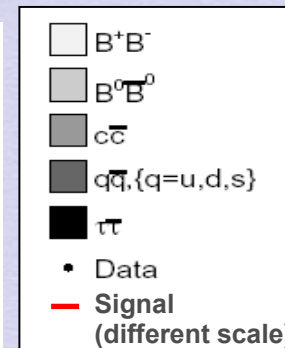 B⁺B⁻
B⁰B̅⁰
cc̅
qq̅,{q=u,d,s}
ττ̅
• Data
Signal
(different scale)